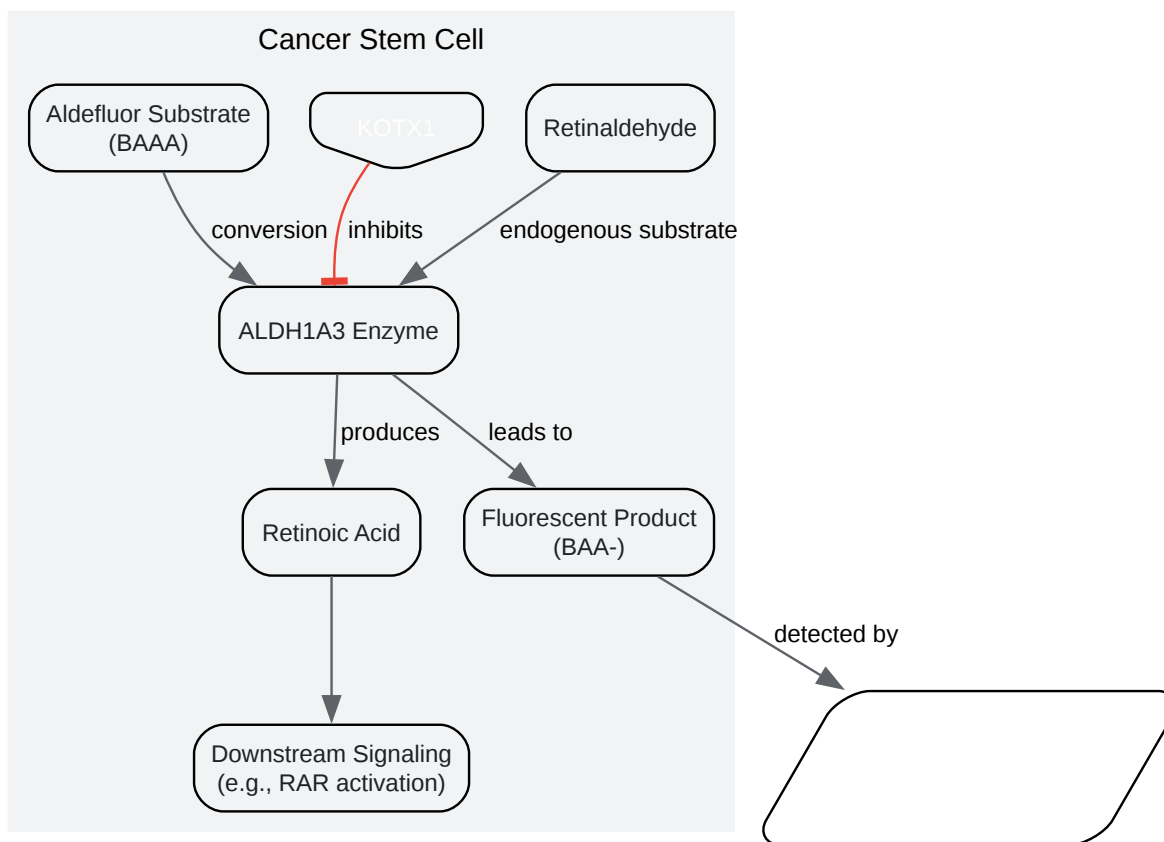 Cancer Stem Cell
Aldefluor Substrate
(BAAA)
KOTX1
Retinaldehyde
conversion
inhibits
endogenous substrate
ALDH1A3 Enzyme
produces
leads to
Retinoic Acid
Fluorescent Product
(BAA-)
detected by
Downstream Signaling
(e.g., RAR activation)